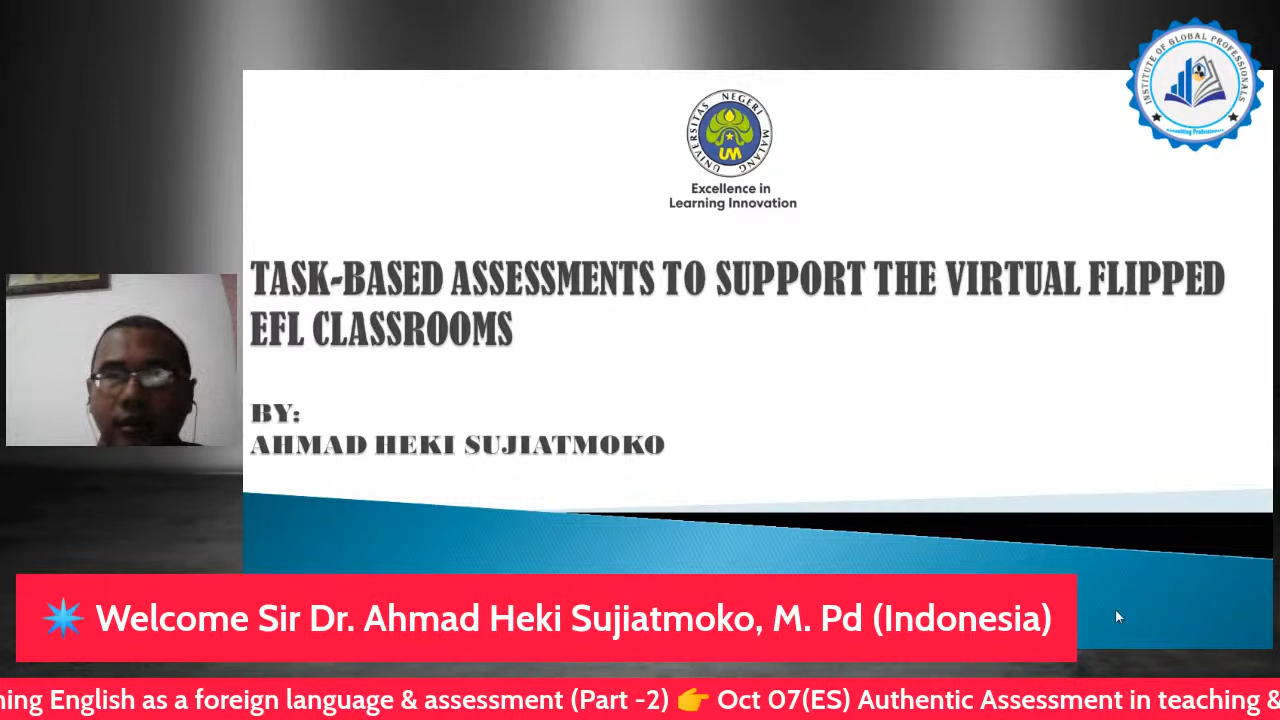 INSTITUTE OF GLOBAL PROFESSIONALS
UNIVERSITAS NEGERI MALANG
UM
Excellence in
Learning Innovation
TASK-BASED ASSESSMENTS TO SUPPORT THE VIRTUAL FLIPPED
EFL CLASSROOMS
BY:
AHMAD HEKI SUJIATMOKO
Welcome Sir Dr. Ahmad Heki Sujiatmoko, M. Pd (Indonesia)
ning English as a foreign language & assessment (Part -2) 👉 Oct 07(ES) Authentic Assessment in teaching &